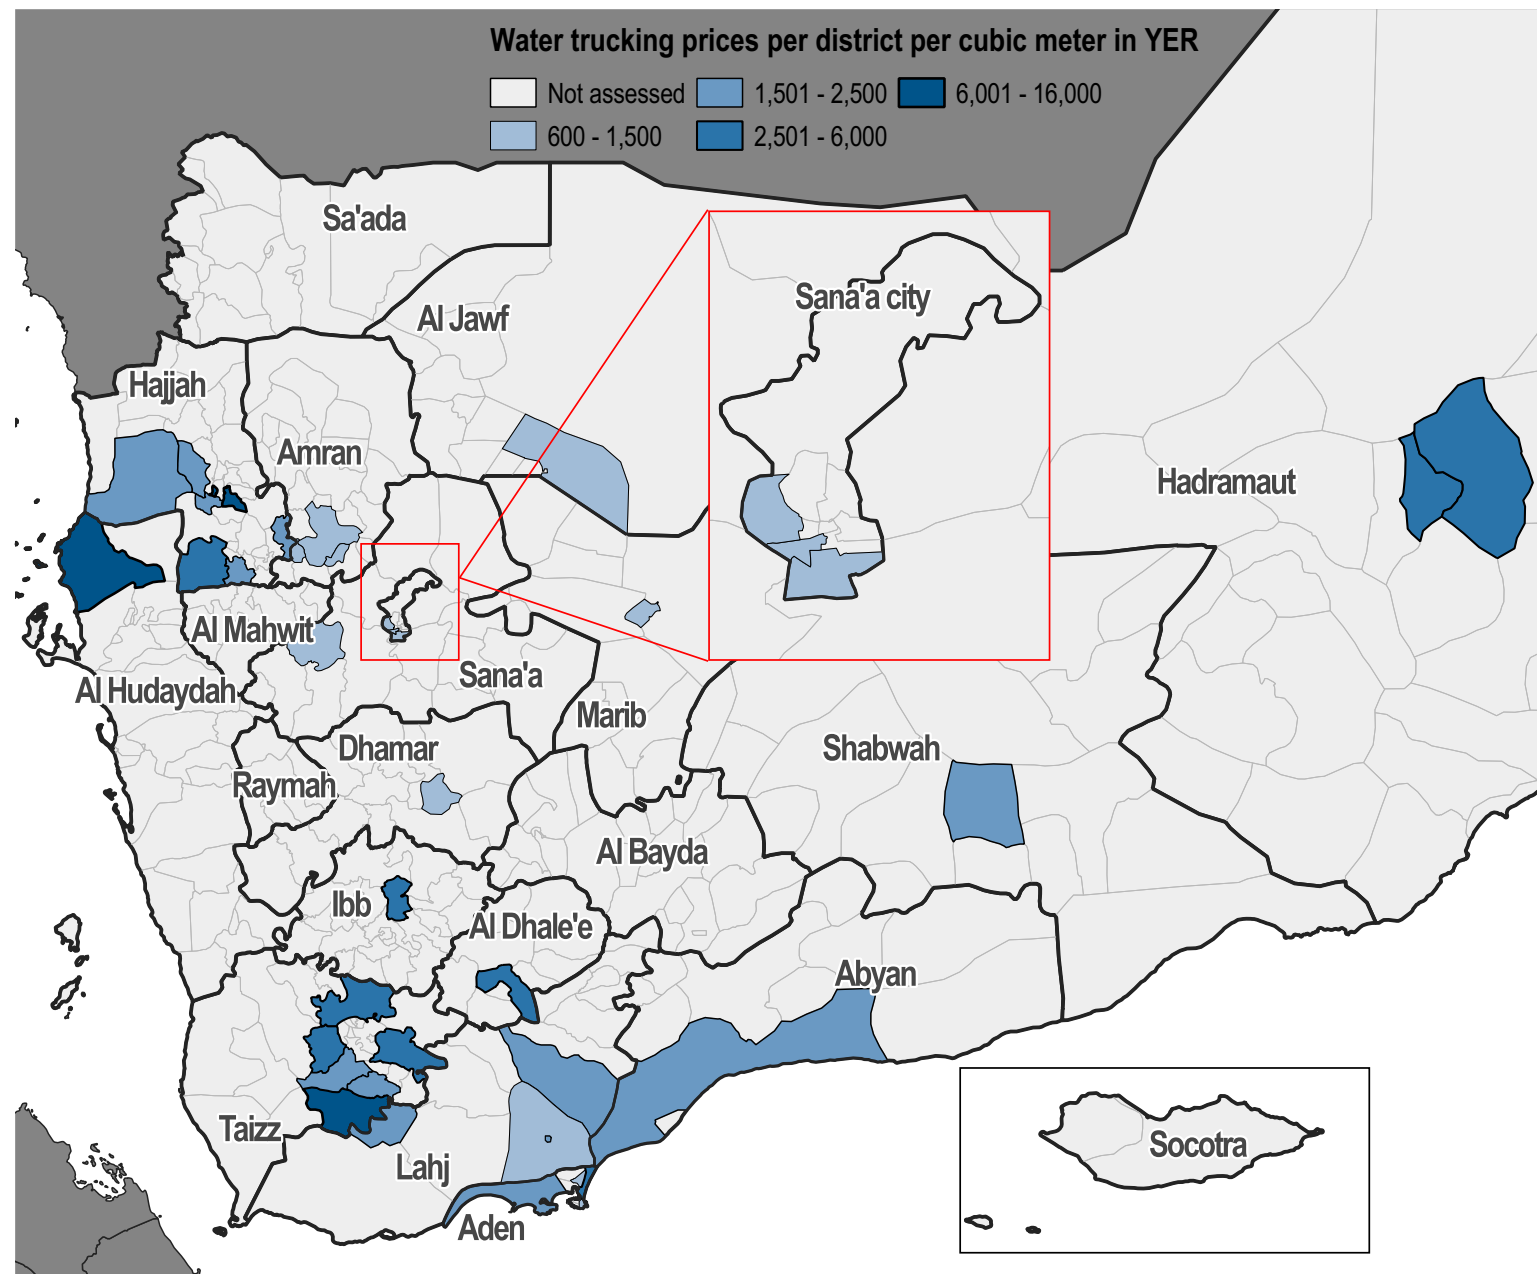 Water trucking prices per district per cubic meter in YER
Not assessed
1,501 - 2,500
6,001 - 16,000
600 - 1,500
2,501 - 6,000
Sa'ada
Al Jawf
Sana'a city
Hajjah
Amran
Hadramaut
Al Mahwit
Sana'a
Al Hudaydah
Marib
Dhamar
Shabwah
Raymah
Al Bayda
Ibb
Al Dhale'e
Abyan
Taizz
Lahj
Socotra
Aden